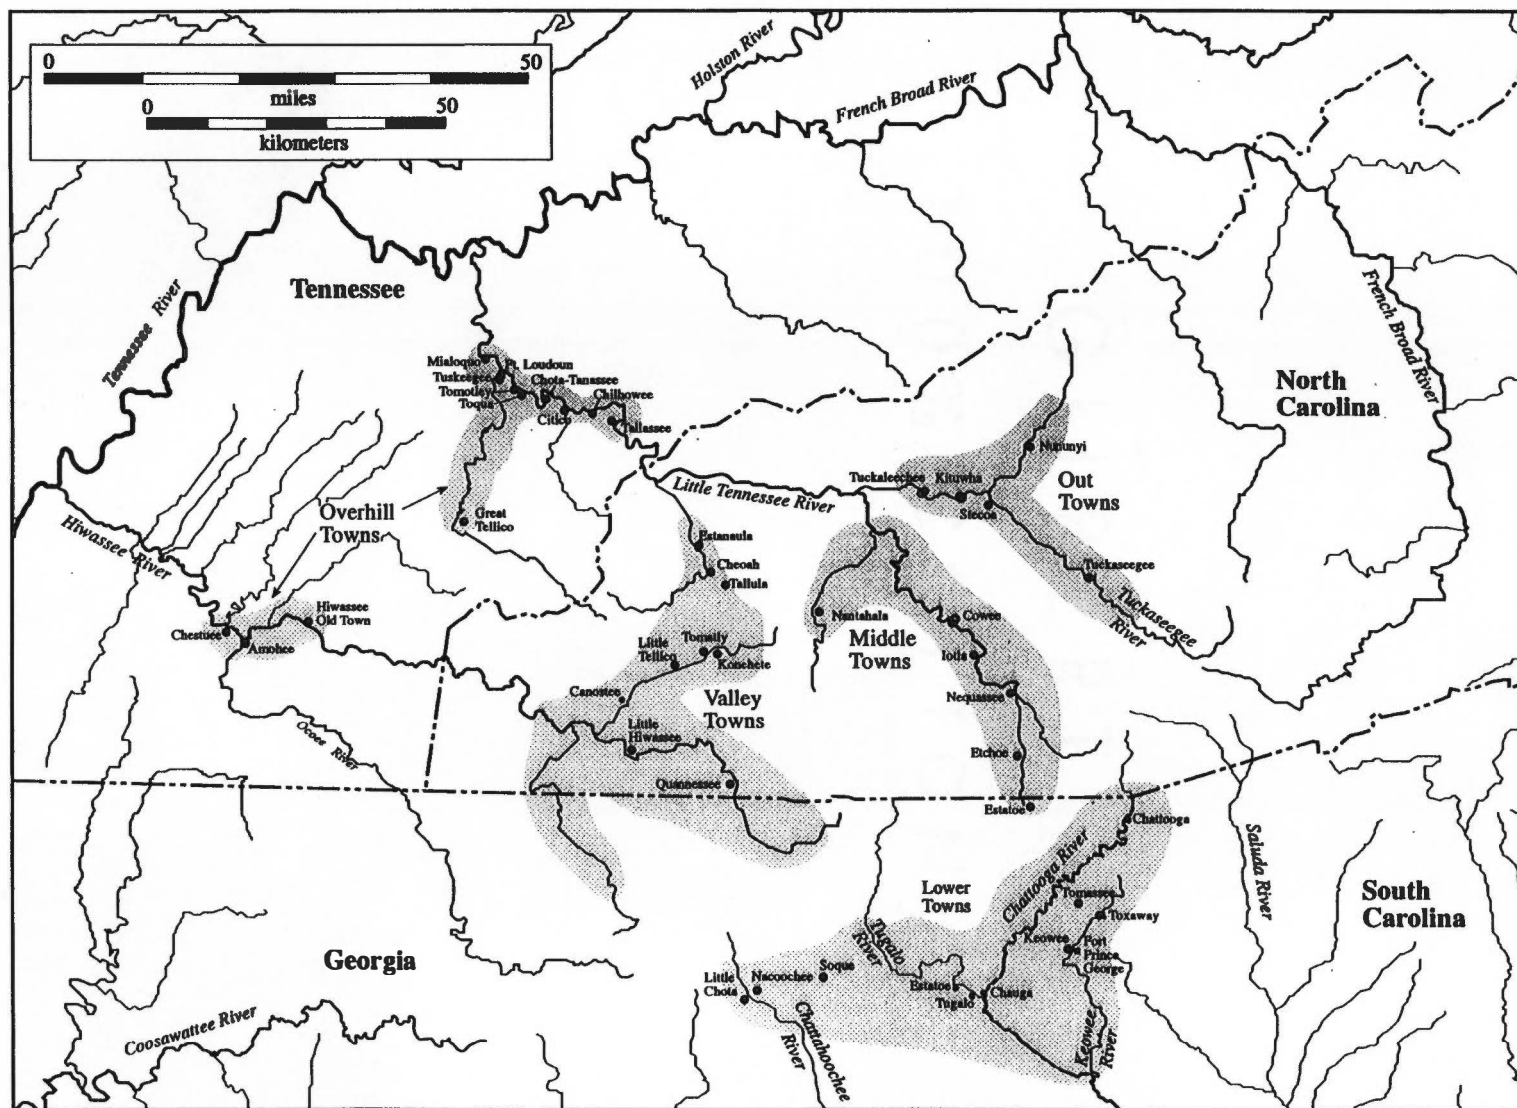 0
50
miles
0
50
kilometers
Holston River
French Broad River
Tennessee River
Tennessee
North
Carolina
French Broad River
Mialoquo
Ft. Loudoun
Tuskeegee
Chota-Tanassee
Tomotley
Toqua
Chilhowee
Citico
Tallassee
Nununyi
Tuckaleechee
Kituwha
Out
Towns
Stecoa
Little Tennessee River
Overhill
Towns
Great
Tellico
Hiwassee River
Estanaula
Cheoah
Tallula
Tuckaseegee
Tuckaseegee
River
Hiwassee
Old Town
Chestuee
Amohee
Nantahala
Cowee
Middle
Towns
Little
Tellico
Tomatly
Konehete
Iotla
Canostee
Valley
Towns
Nequassee
Little
Hiwassee
Ocoee River
Etchoe
Quannessee
Estatoe
Chattooga
Chattooga River
Saluda River
Lower
Towns
Tomassee
Toxaway
South
Carolina
Tugalo
River
Keowee
Fort
Prince
George
Georgia
Little
Chota
Nacoochee
Soque
Estatoe
Tugalo
Chauga
Coosawattee River
Chattahoochee
River
Keowee
River